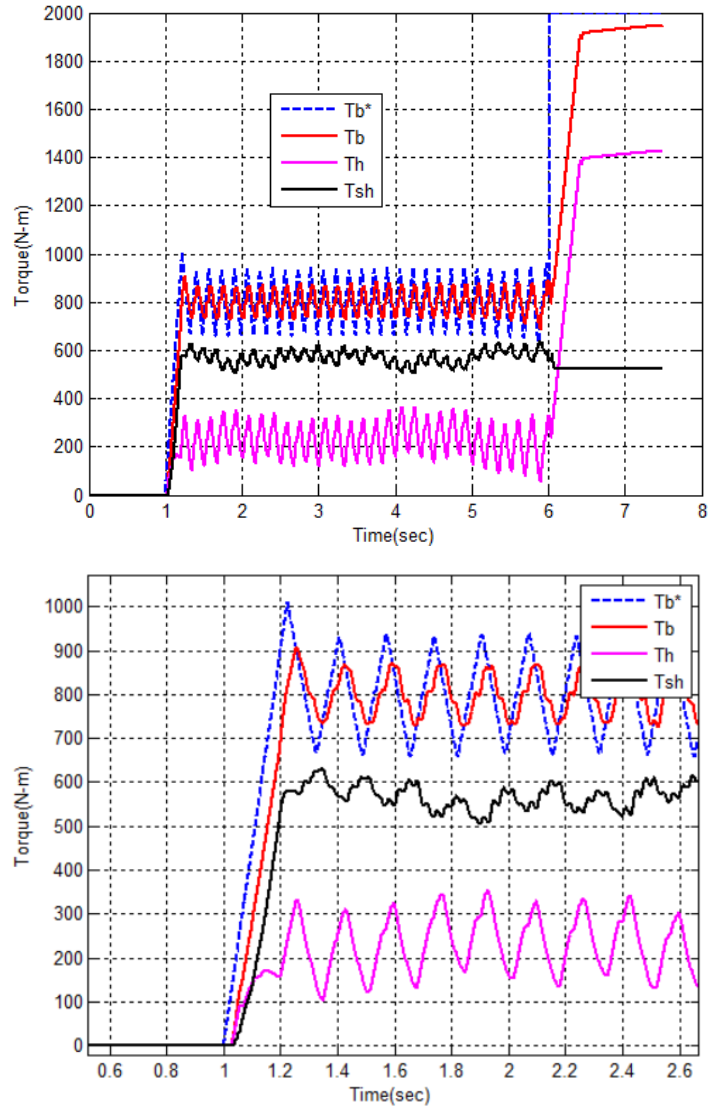 2000
1800
1600
1400
1200
1000
800
600
400
200
0
Torque(N-m)
Tb*
Tb
Th
Tsh
0 1 2 3 4 5 6 7 8
Time(sec)
1000
900
800
700
600
500
400
300
200
100
0
Torque(N-m)
Tb*
Tb
Th
Tsh
0.6 0.8 1 1.2 1.4 1.6 1.8 2 2.2 2.4 2.6
Time(sec)